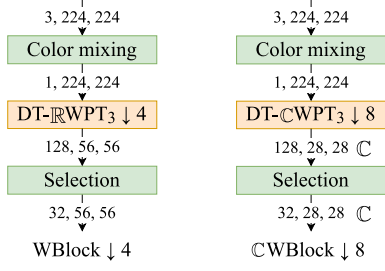 3, 224, 224
Color mixing
1, 224, 224
DT-ℝWPT₃ ↓ 4
128, 56, 56
Selection
32, 56, 56
WBlock ↓ 4
3, 224, 224
Color mixing
1, 224, 224
DT-ℂWPT₃ ↓ 8
128, 28, 28 ℂ
Selection
32, 28, 28 ℂ
ℂWBlock ↓ 8